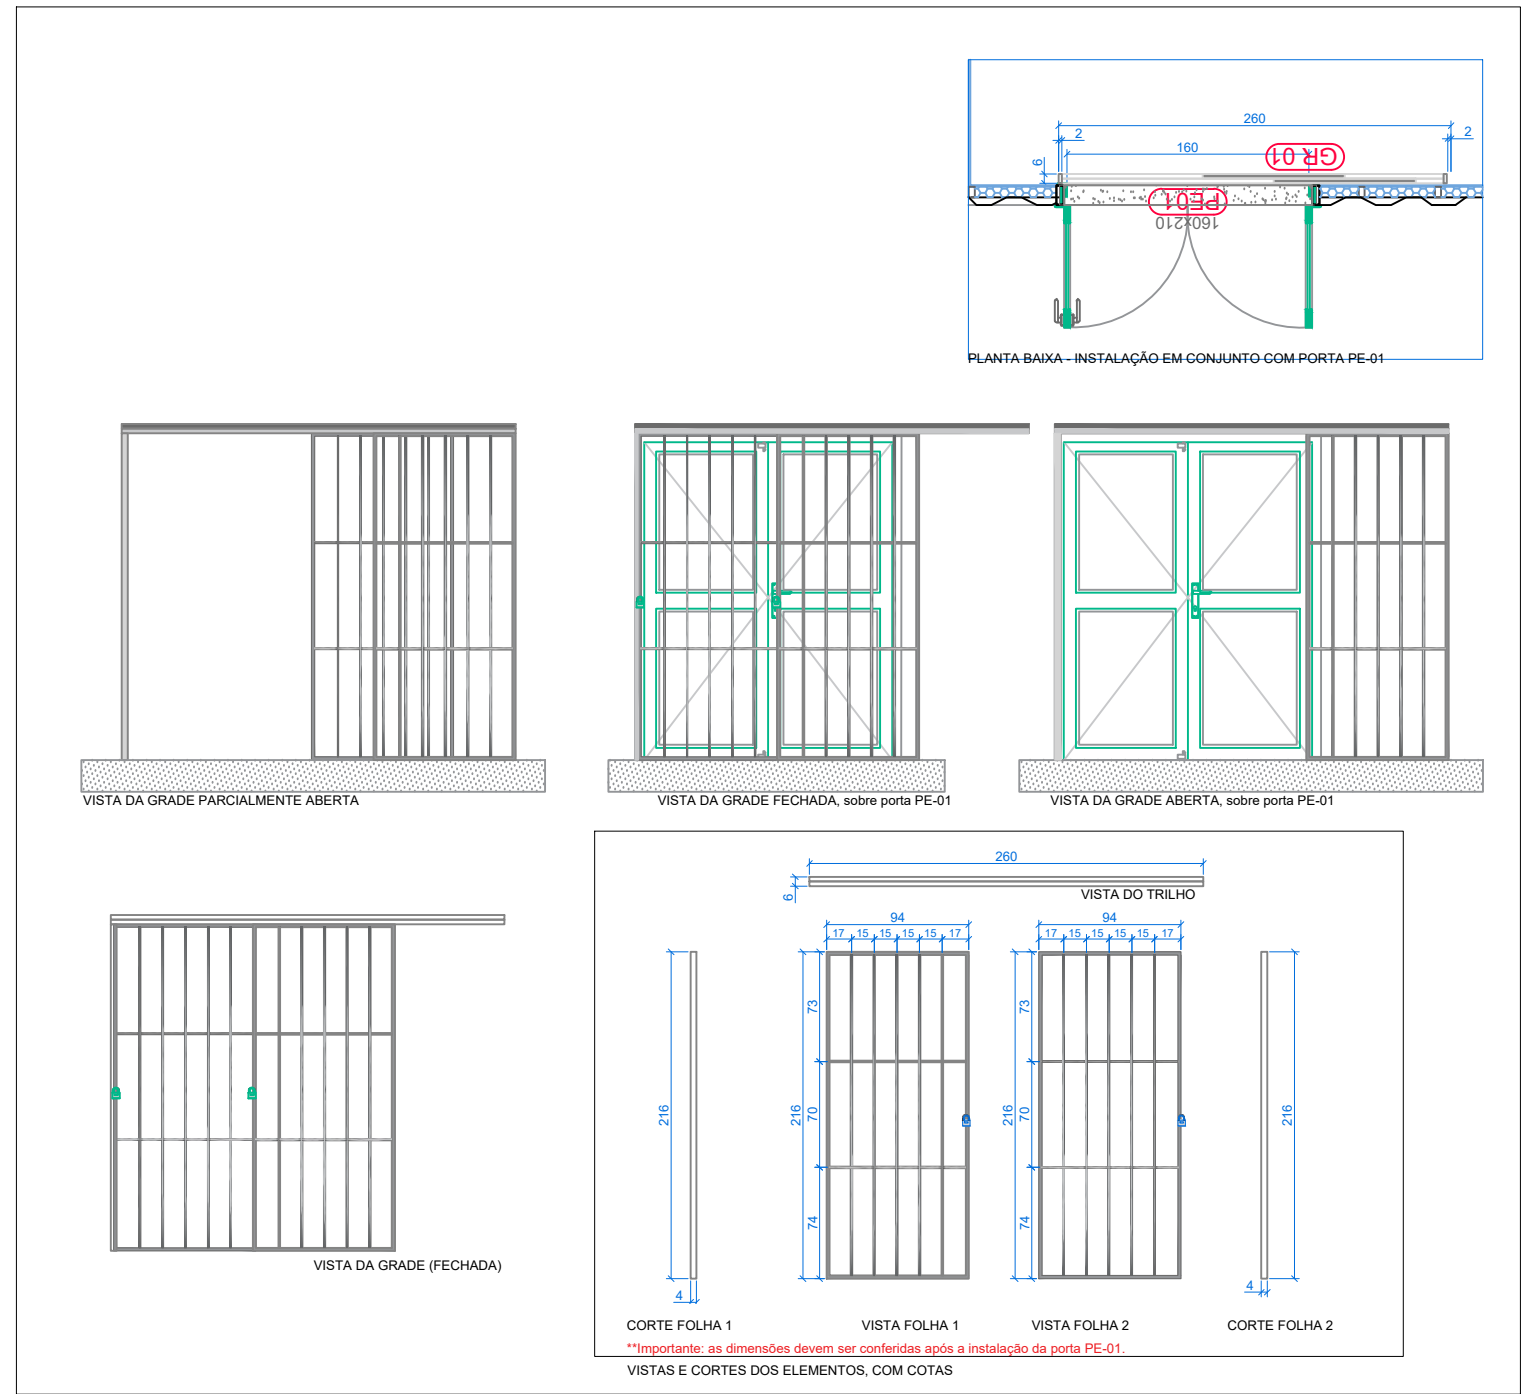 260
2
2
160
GR 01
6
PE01
160x210
PLANTA BAIXA - INSTALAÇÃO EM CONJUNTO COM PORTA PE-01
VISTA DA GRADE PARCIALMENTE ABERTA
VISTA DA GRADE FECHADA, sobre porta PE-01
VISTA DA GRADE ABERTA, sobre porta PE-01
260
6
VISTA DO TRILHO
94
94
17 15 15 15 15 17
17 15 15 15 15 17
73
73
216
216
70
216
70
216
74
74
4
4
VISTA DA GRADE (FECHADA)
CORTE FOLHA 1
VISTA FOLHA 1
VISTA FOLHA 2
CORTE FOLHA 2
**Importante: as dimensões devem ser conferidas após a instalação da porta PE-01.
VISTAS E CORTES DOS ELEMENTOS, COM COTAS